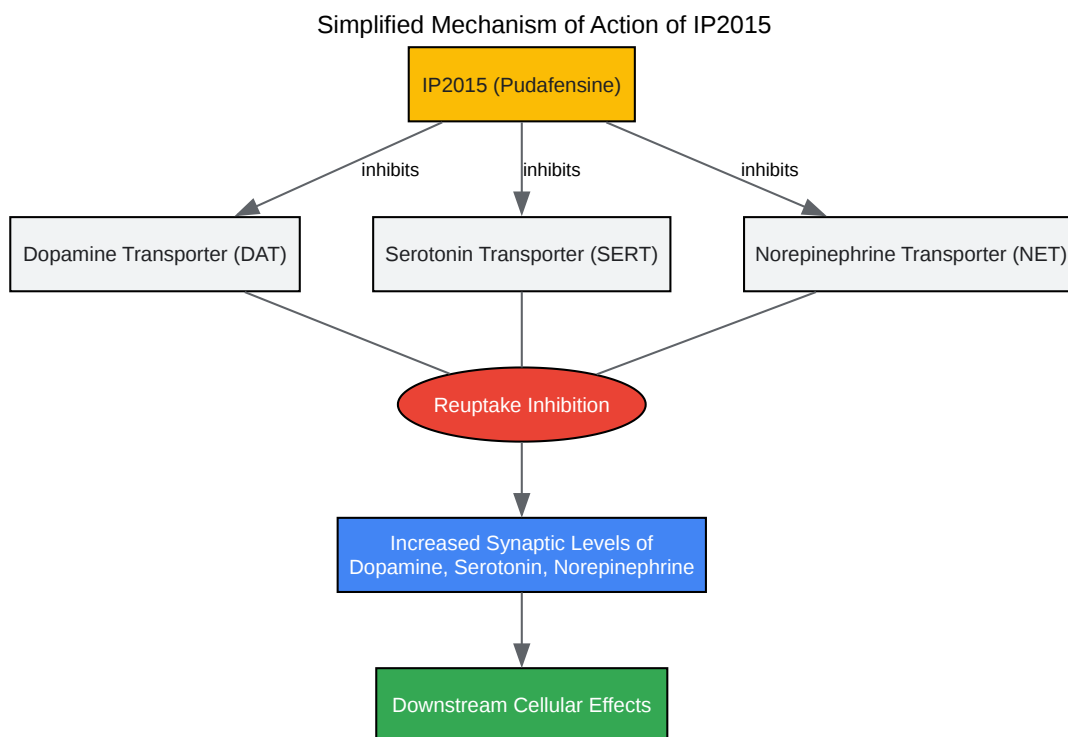 Simplified Mechanism of Action of IP2015
IP2015 (Pudafensine)
inhibits
inhibits
inhibits
Dopamine Transporter (DAT)
Serotonin Transporter (SERT)
Norepinephrine Transporter (NET)
Reuptake Inhibition
Increased Synaptic Levels of
Dopamine, Serotonin, Norepinephrine
Downstream Cellular Effects